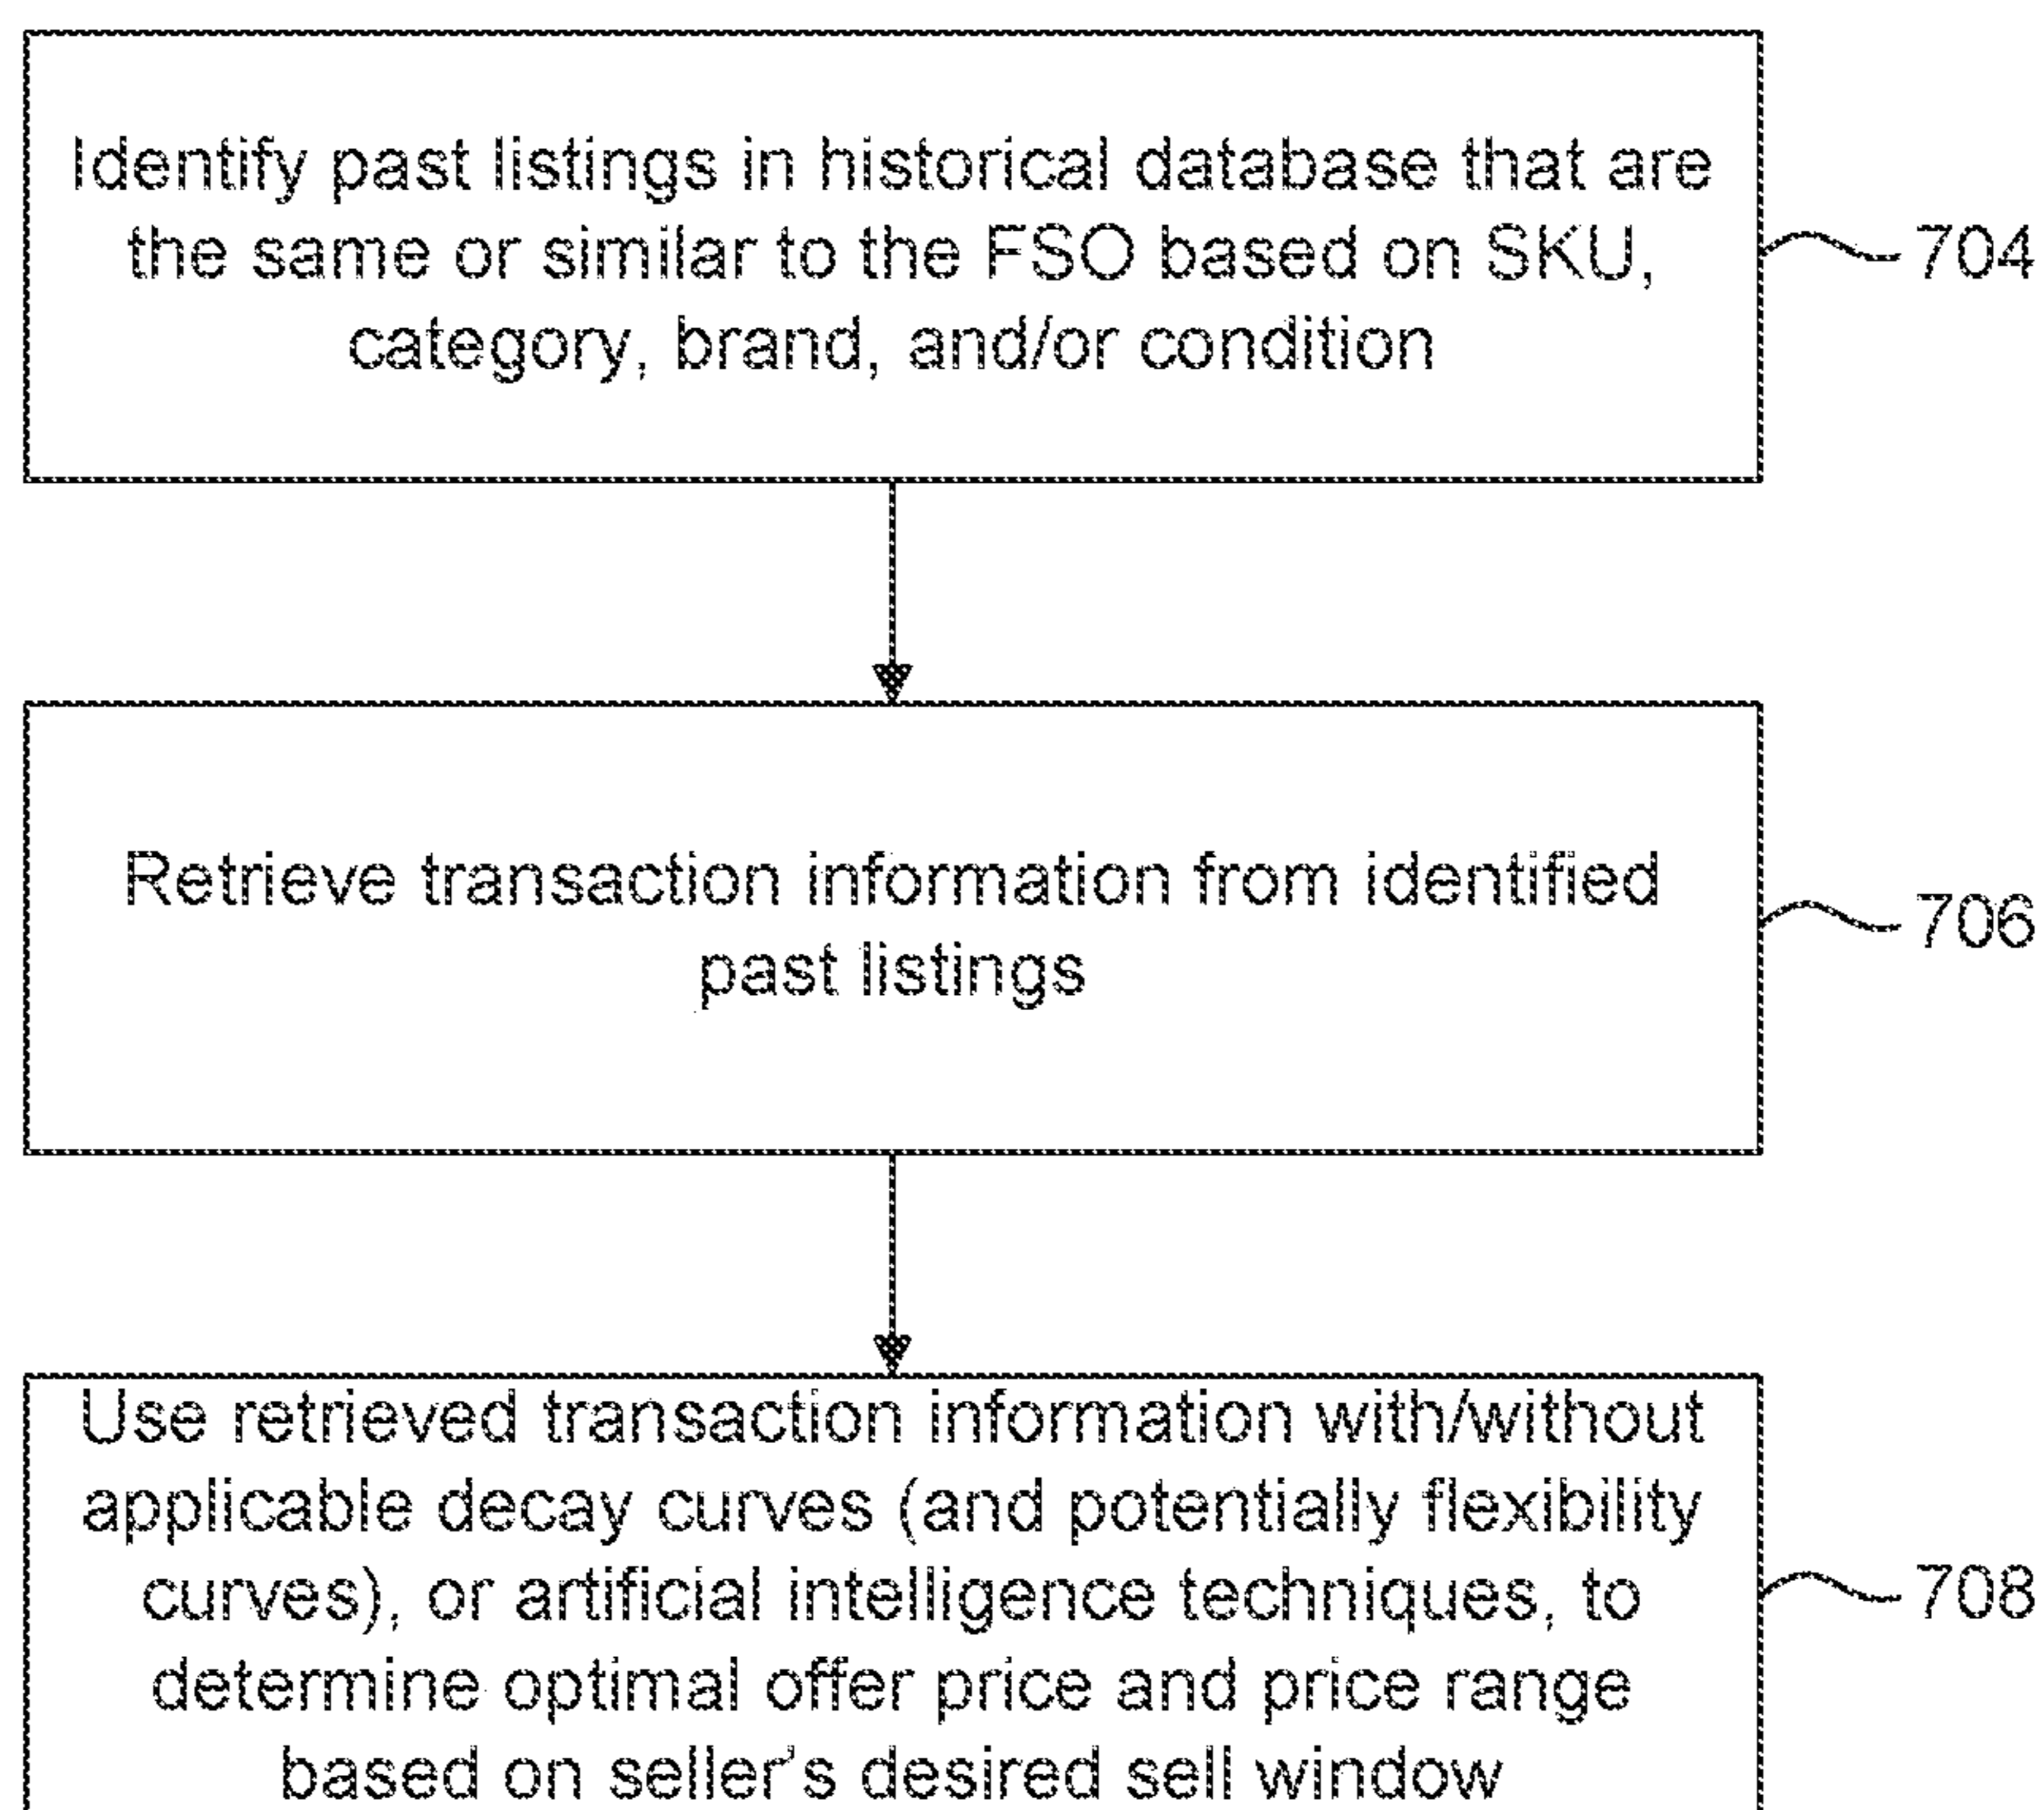 Identify past listings in historical database that are
the same or similar to the FSO based on SKU,
category, brand, and/or condition
704
Retrieve transaction information from identified
past listings
706
Use retrieved transaction information with/without
applicable decay curves (and potentially flexibility
curves), or artificial intelligence techniques, to
determine optimal offer price and price range
based on seller's desired sell window
708